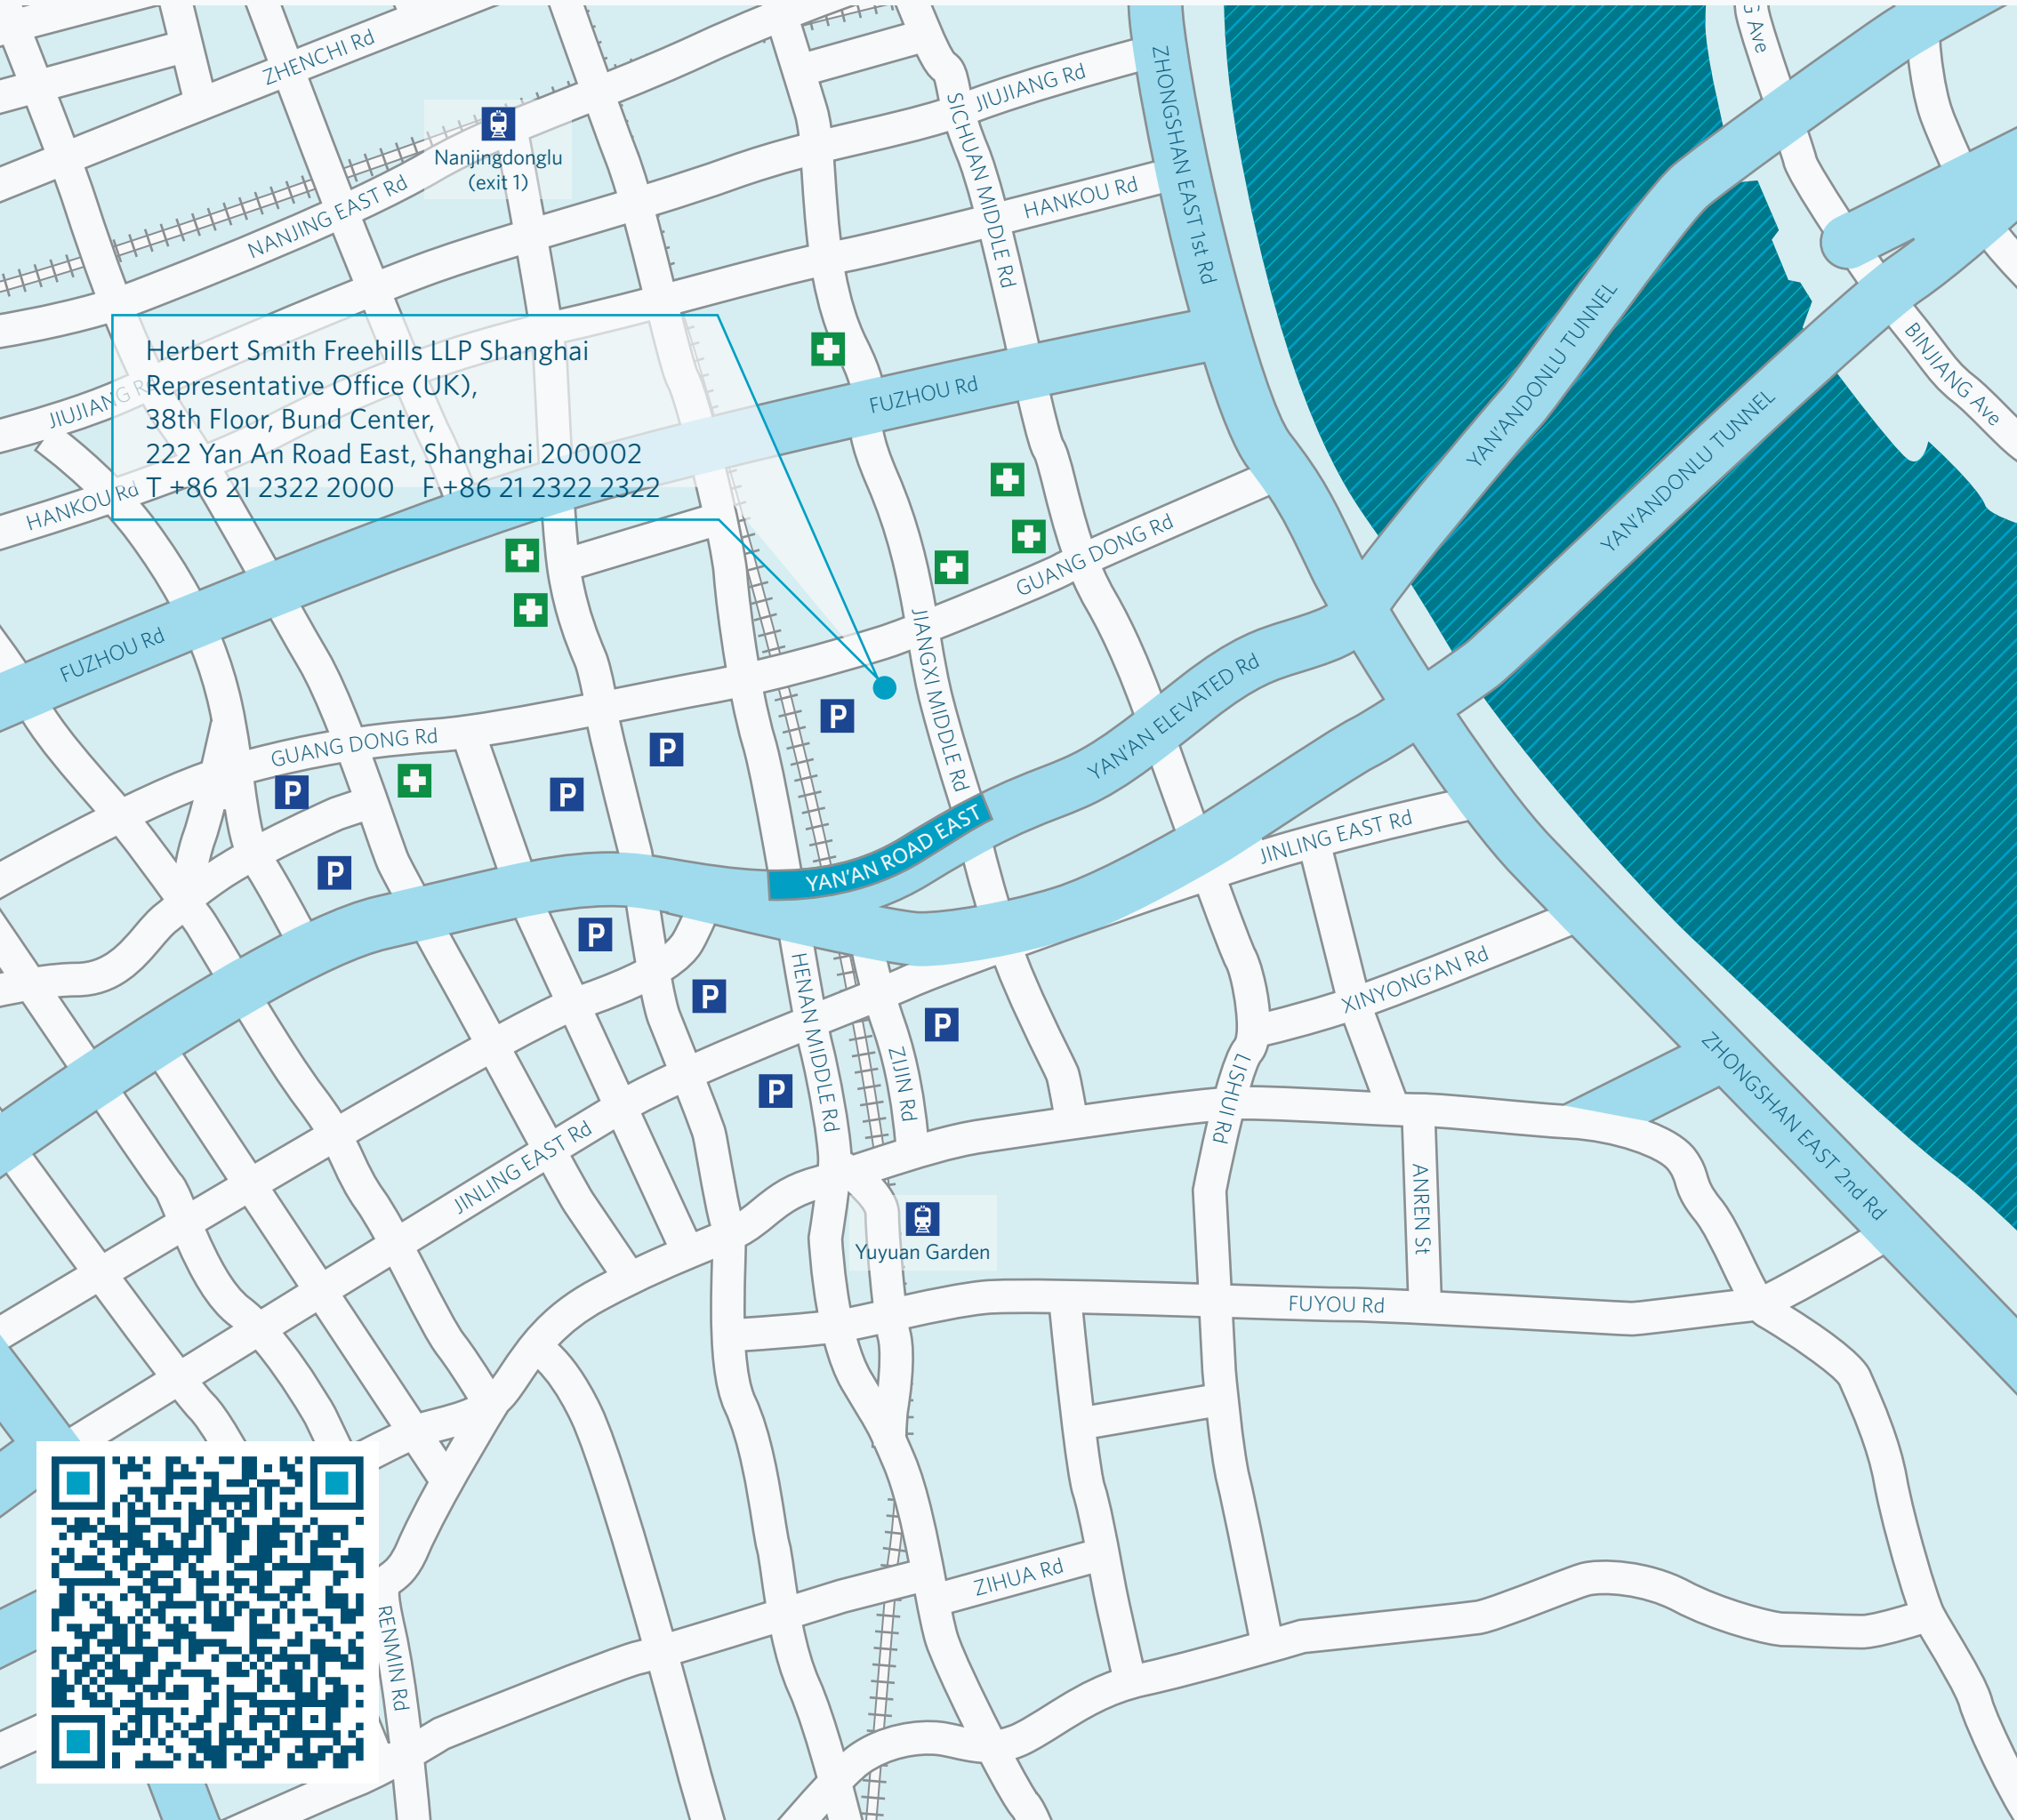 G Ave
ZHENCHI Rd
JIUJIANG Rd
SICHUAN MIDDLE Rd
ZHONGSHAN EAST 1st Rd
Nanjingdonglu
(exit 1)
NANJING EAST Rd
HANKOU Rd
YAN'ANDONLU TUNNEL
YAN'ANDONLU TUNNEL
BINJIANG Ave
Herbert Smith Freehills LLP Shanghai
Representative Office (UK),
38th Floor, Bund Center,
222 Yan An Road East, Shanghai 200002
T +86 21 2322 2000 F +86 21 2322 2322
JIUJIANG R
HANKOU Rd
FUZHOU Rd
GUANG DONG Rd
FUZHOU Rd
JIANGXI MIDDLE Rd
YAN'AN ELEVATED Rd
P
GUANG DONG Rd
P
P
P
YAN'AN ROAD EAST
JINLING EAST Rd
P
P
HENAN MIDDLE Rd
P
P
ZIJIN Rd
XINYONG'AN Rd
P
LISHUI Rd
ZHONGSHAN EAST 2nd Rd
JINLING EAST Rd
ANREN St
Yuyuan Garden
FUYOU Rd
ZIHUA Rd
RENMIN Rd